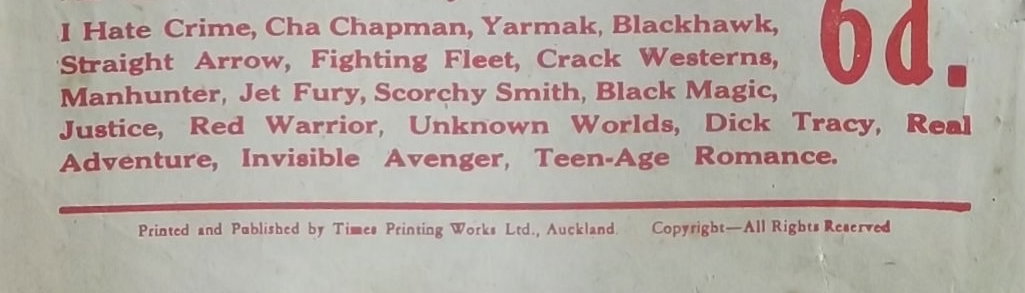 I Hate Crime, Cha Chapman, Yarmak, Blackhawk,
6d.
Straight Arrow, Fighting Fleet, Crack Westerns,
Manhunter, Jet Fury, Scorchy Smith, Black Magic,
Justice, Red Warrior, Unknown Worlds, Dick Tracy, Real
Adventure, Invisible Avenger, Teen-Age Romance.
Printed and Published by Times Printing Works Ltd., Auckland. Copyright—All Rights Reserved